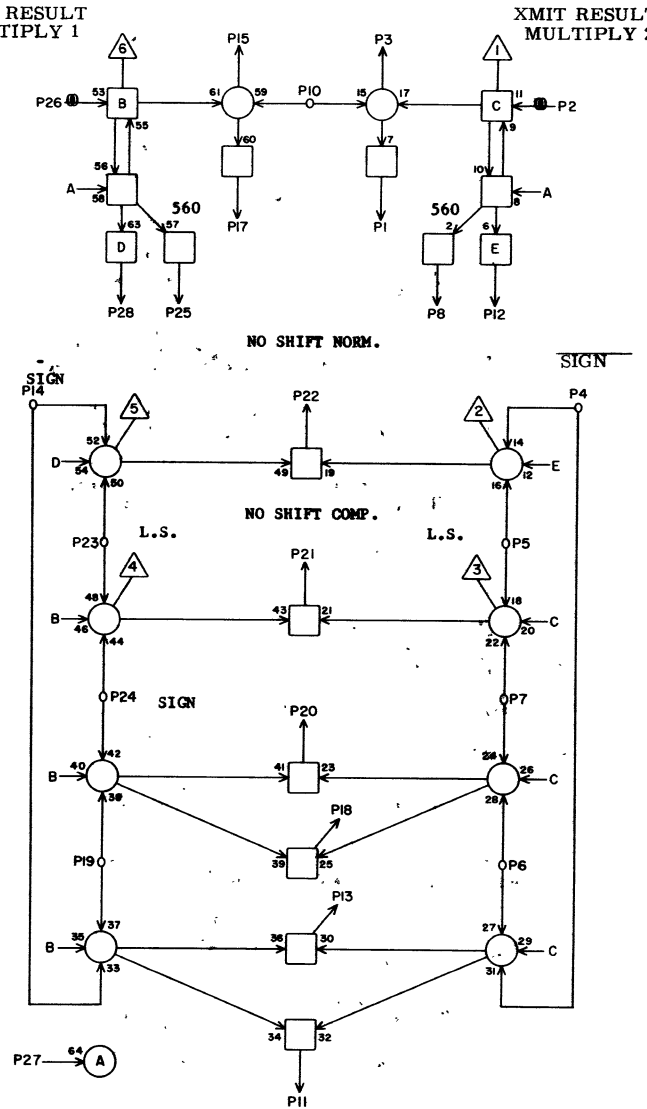 RESULT XMIT RESUL
TIPLY 1 MULTIPLY 2
6 P15 P3 1
53 61 59 P10 15 17 11
P26 B C P2
55 60 7 9
56 10
A A
58 8
560 560
63 57 2 6
D P17 P1 E
P28 P25 P8 P12
NO SHIFT NORM.
SIGN SIGN
P14 5 P22 2 P4
52 14
D 54 49 19 12 E
50 16
NO SHIFT COMP.
L.S. L.S.
P23 P21 P5
4 3
48 18
B 46 43 21 20 C
44 22
P24 SIGN P7
P20
42 24
B 40 41 23 26 C
38 28
P18
P19 39 25 P6
P13
37 27
B 35 36 30 29 C
33 31
34 32
P27 64 A
P11